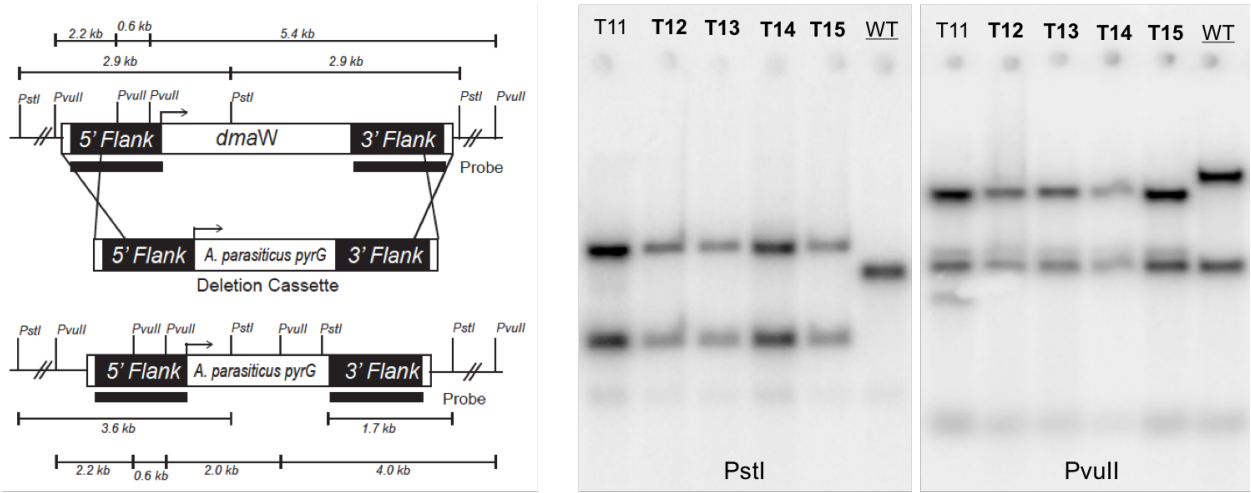 2.2 kb 0.6 kb 5.4 kb
2.9 kb 2.9 kb
PstI PvuII PvuII PvuII PstI PstI PvuII
5’ Flank dmaW 3’ Flank
Probe
5’ Flank A. parasiticus pyrG 3’ Flank
Deletion Cassette
PstI PvuII PvuII PvuII PstI PvuII PstI PstI PvuII
5’ Flank A. parasiticus pyrG 3’ Flank
Probe
3.6 kb 1.7 kb
2.2 kb 0.6 kb 2.0 kb 4.0 kb
T11 T12 T13 T14 T15 WT
PstI
T11 T12 T13 T14 T15 WT
PvuII